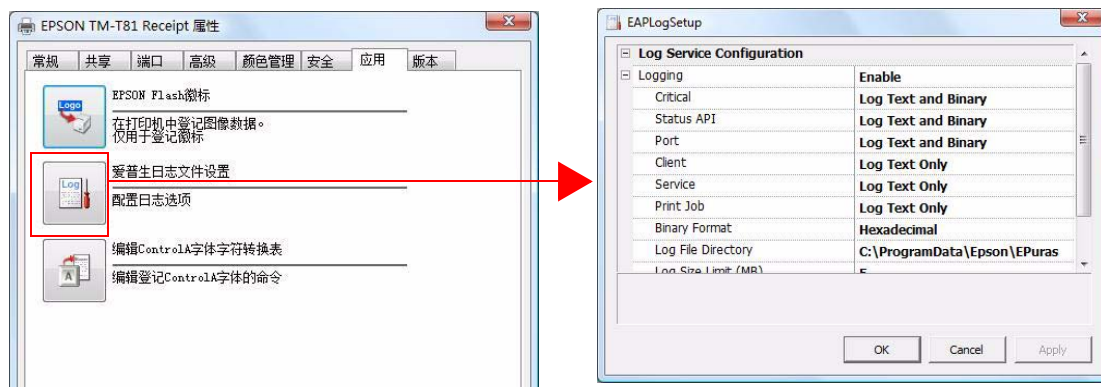 EPSON TM-T81 Receipt 属性
常规 共享 端口 高级 颜色管理 安全 应用 版本
Logo
EPSON Flash徽标
在打印机中登记图像数据。
仅用于登记徽标
Log
爱普生日志文件设置
配置日志选项
A
编辑ControlA字体字符转换表
编辑登记ControlA字体的命令
EAPLogSetup
Log Service Configuration
Logging Enable
Critical Log Text and Binary
Status API Log Text and Binary
Port Log Text and Binary
Client Log Text Only
Service Log Text Only
Print Job Log Text Only
Binary Format Hexadecimal
Log File Directory C:\ProgramData\Epson\EPuras
Log Size Limit (MB) 5
OK Cancel Apply